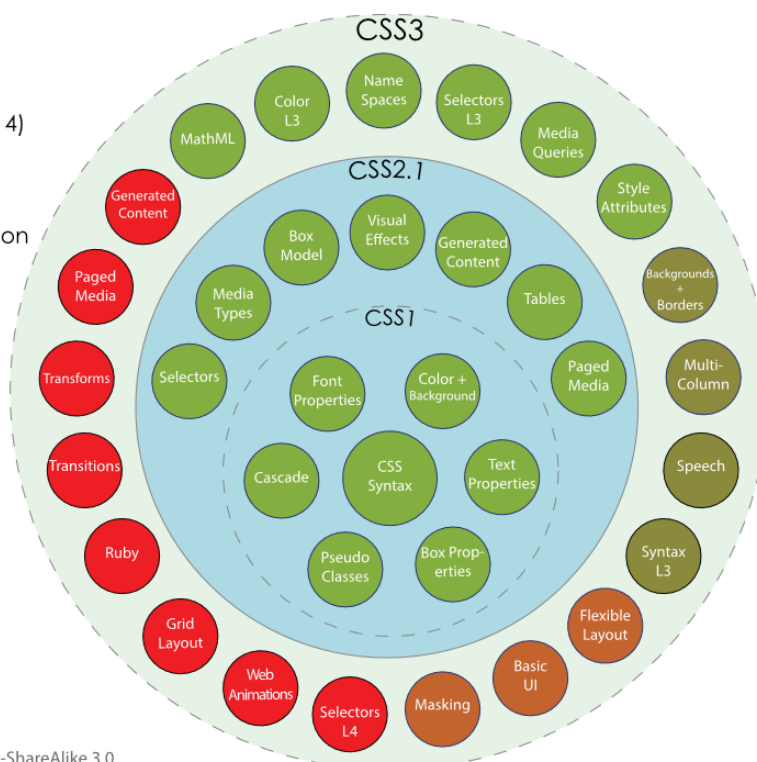 CSS3
4)
on
Name
Spaces
Color
L3
Selectors
L3
MathML
Media
Queries
Generated
Content
Style
Attributes
Paged
Media
Backgrounds
+
Borders
Transforms
Multi-
Column
Transitions
Speech
Ruby
Syntax
L3
Grid
Layout
Flexible
Layout
Web
Animations
Basic
UI
Selectors
L4
Masking
CSS2.1
Visual
Effects
Box
Model
Generated
Content
Media
Types
Tables
Selectors
Paged
Media
CSS1
Font
Properties
Color +
Background
Cascade
CSS
Syntax
Text
Properties
Pseudo
Classes
Box Prop-
erties
-ShareAlike 3.0